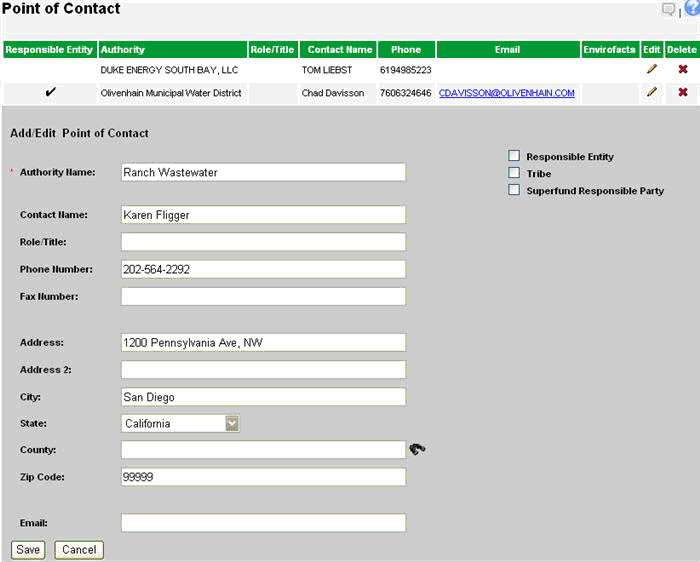 Point of Contact
Responsible Entity Authority Role/Title Contact Name Phone Email Envirofacts Edit Delete
DUKE ENERGY SOUTH BAY, LLC TOM LIEBST 6194985223
Olivenhain Municipal Water District Chad Davisson 7606324646 CDAVISSON@OLIVENHAIN.COM
Add/Edit Point of Contact
Responsible Entity
* Authority Name: Ranch Wastewater
Tribe
Superfund Responsible Party
Contact Name: Karen Fligger
Role/Title:
Phone Number: 202-564-2292
Fax Number:
Address: 1200 Pennsylvania Ave, NW
Address 2:
City: San Diego
State: California
County:
Zip Code: 99999
Email:
Save Cancel